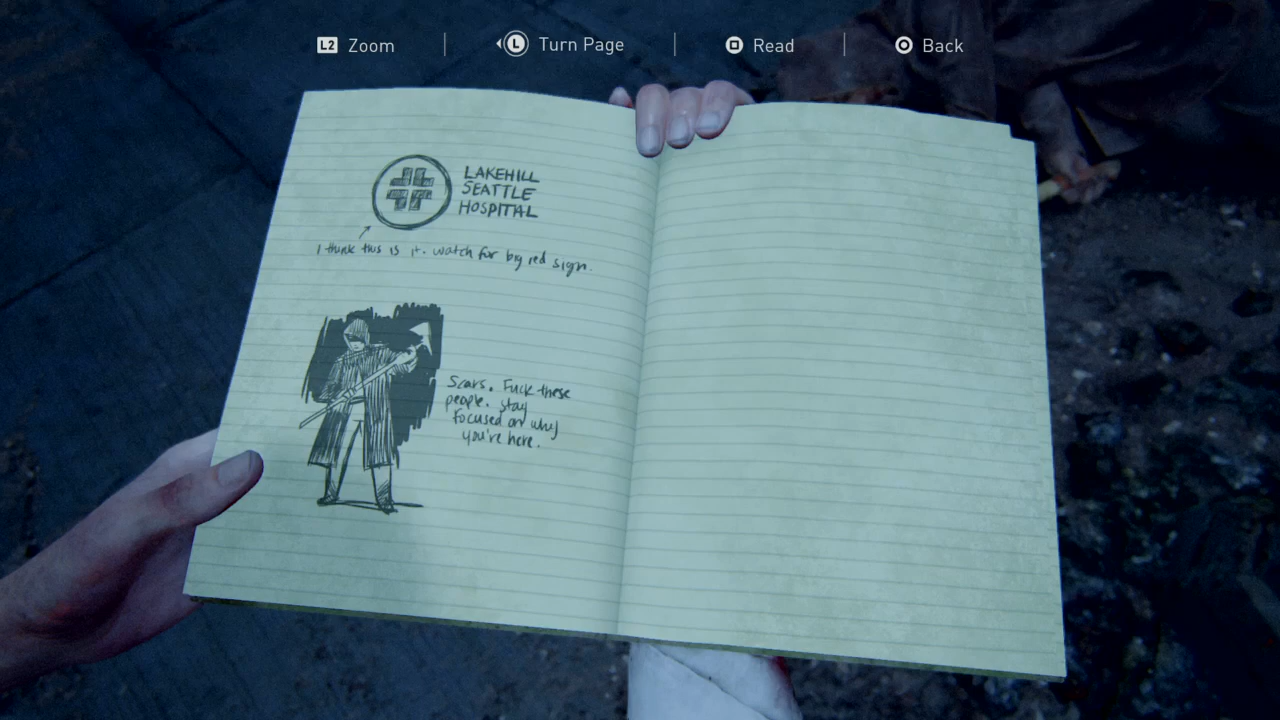 L2 Zoom
L Turn Page
Read
Back
LAKEHILL
SEATTLE
HOSPITAL
I think this is it. watch for big red sign.
Scars. Fuck these
people. stay
focused on why
you're here.